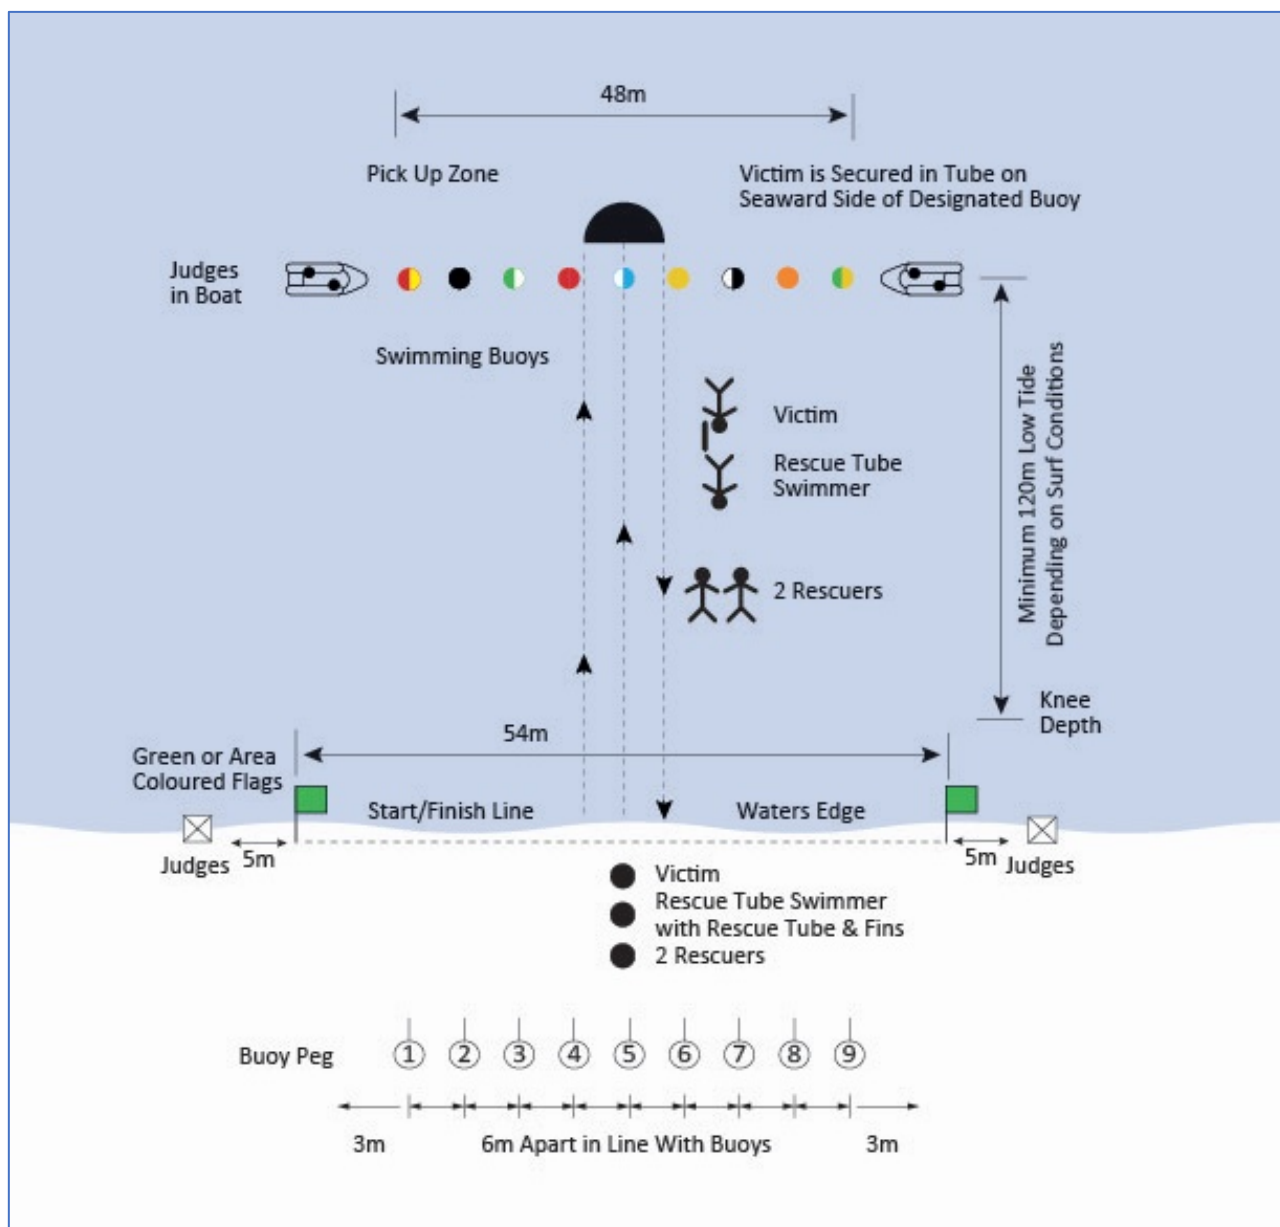 48m
Pick Up Zone
Victim is Secured in Tube on
Seaward Side of Designated Buoy
Judges
in Boat
Swimming Buoys
Victim
Rescue Tube
Swimmer
2 Rescuers
Minimum 120m Low Tide
Depending on Surf Conditions
Knee
Depth
54m
Green or Area
Coloured Flags
Start/Finish Line
Waters Edge
Judges
5m
5m
Judges
Victim
Rescue Tube Swimmer
with Rescue Tube & Fins
2 Rescuers
Buoy Peg
1 2 3 4 5 6 7 8 9
3m
6m Apart in Line With Buoys
3m